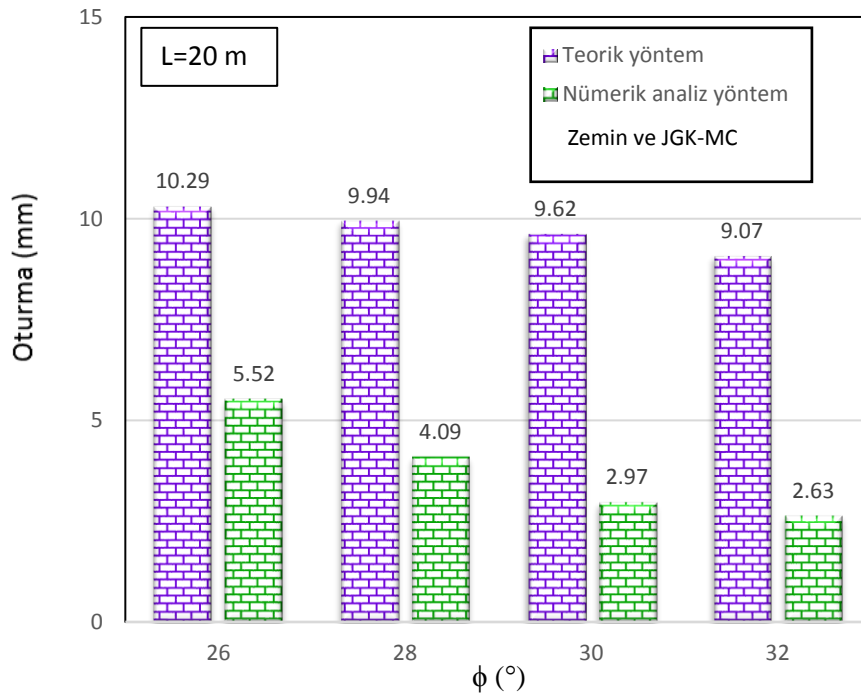 15
L=20 m
Teorik yöntem
Nümerik analiz yöntem
Zemin ve JGK-MC
10.29
9.94
9.62
9.07
10
Oturma (mm)
5.52
4.09
2.97
2.63
5
0
26
28
30
32
ϕ (°)